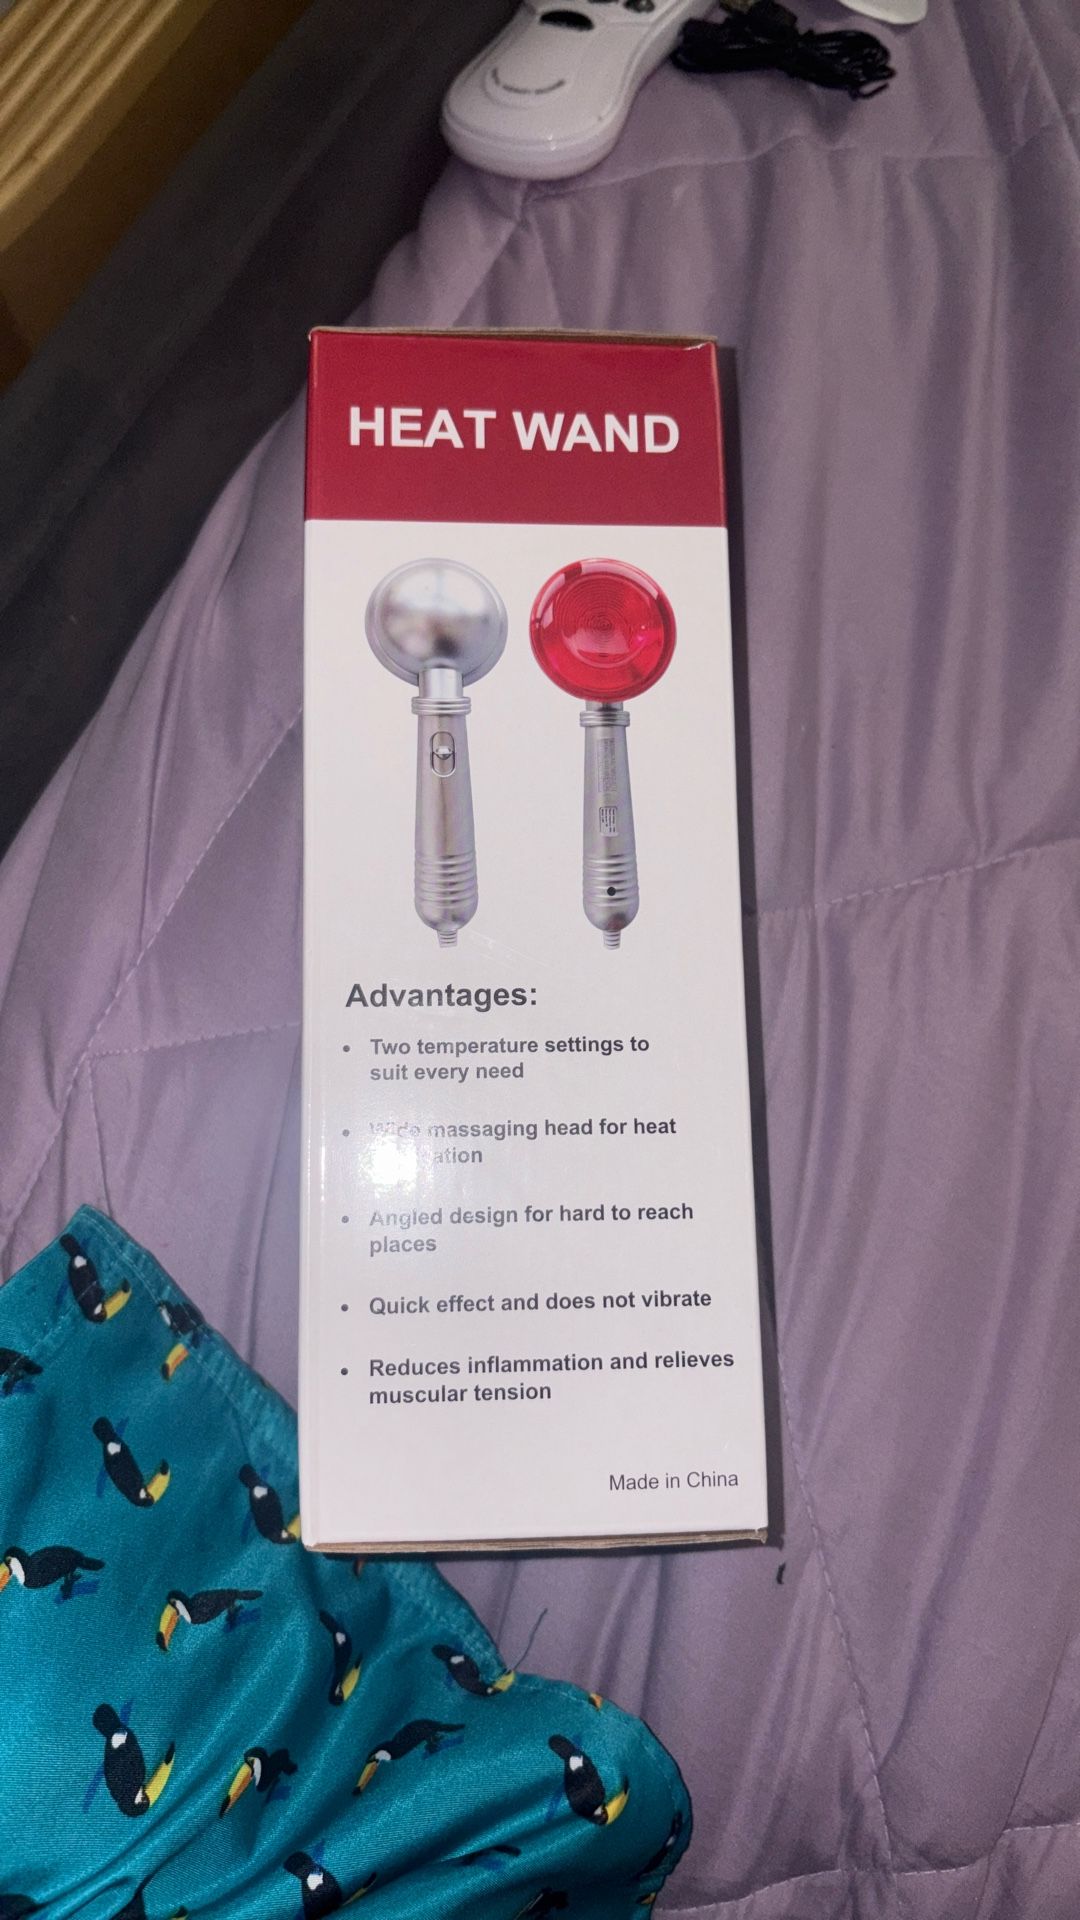 HEAT WAND
Advantages:
• Two temperature settings to
suit every need
• Wide massaging head for heat
• Angled design for hard to reach
places
• Quick effect and does not vibrate
• Reduces inflammation and relieves
muscular tension
Made in China